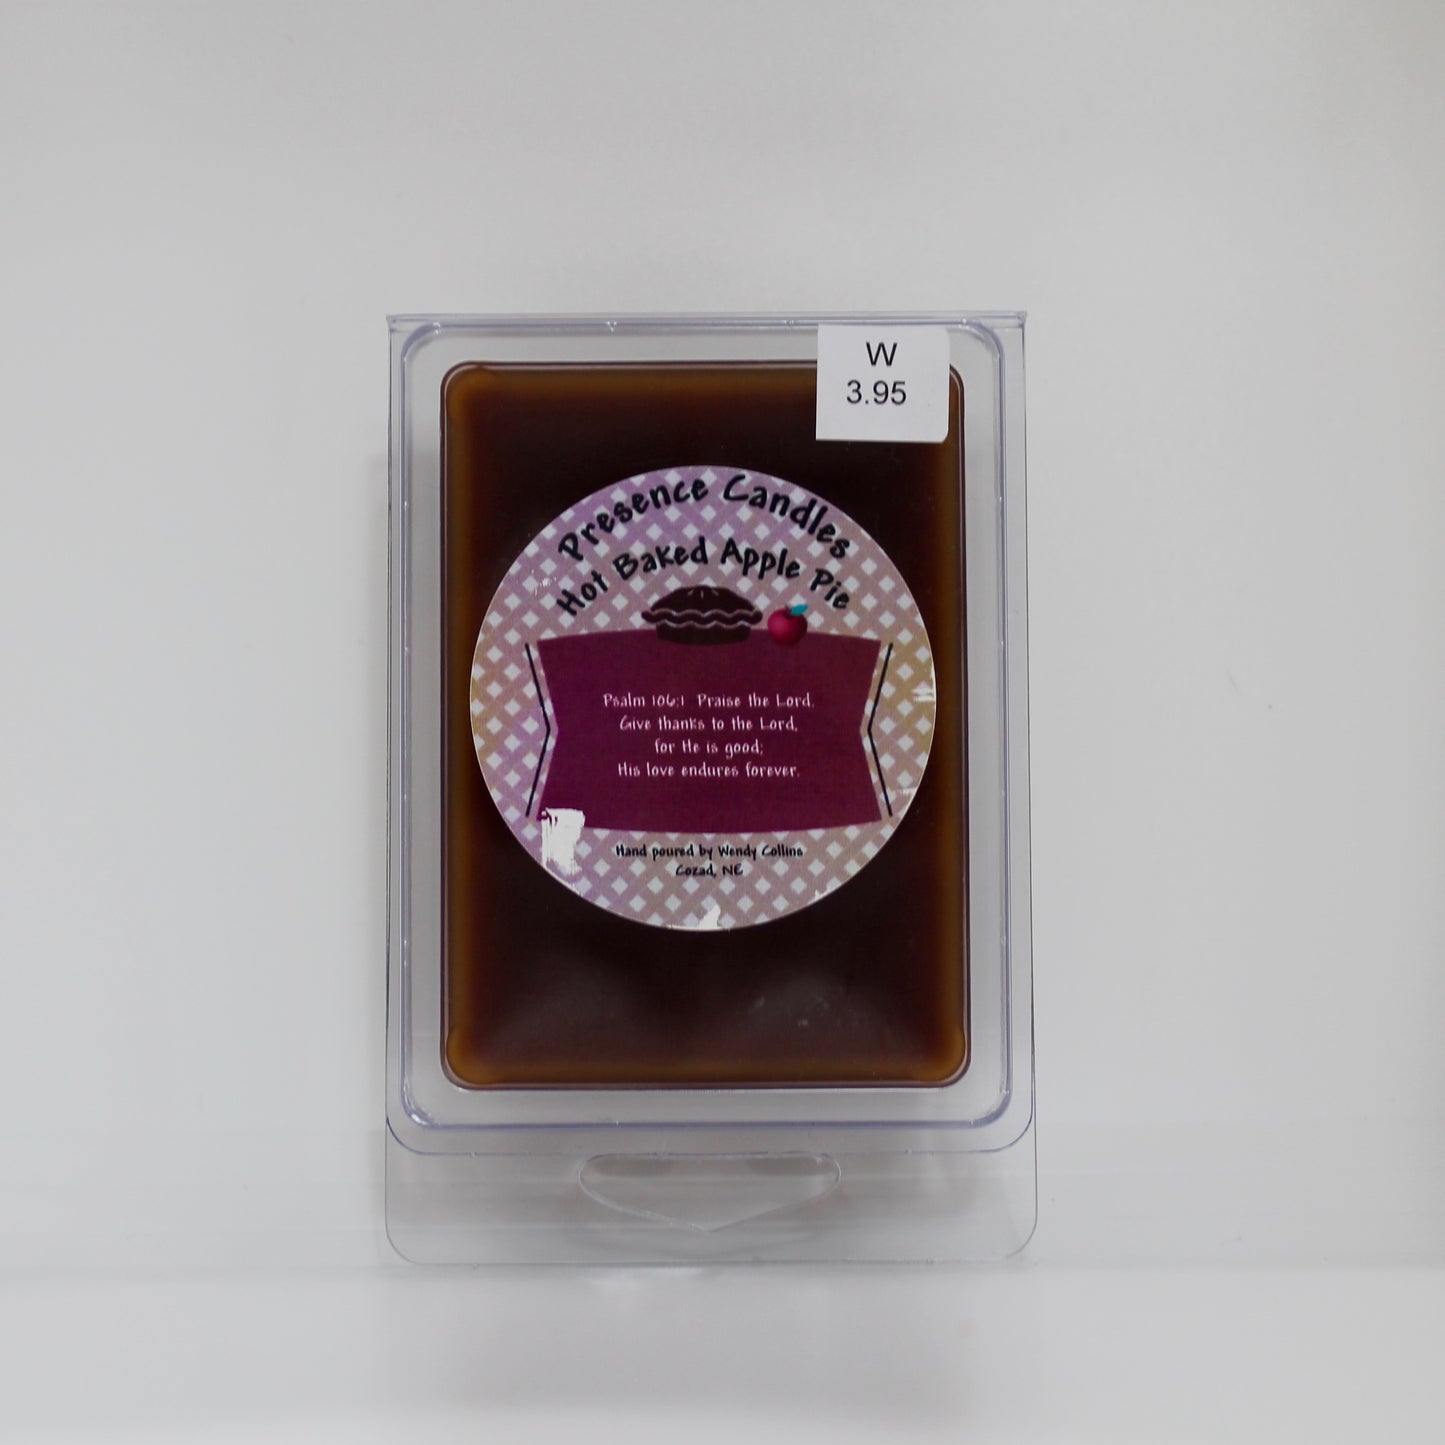 W
3.95
Presence Candles
Hot Baked Apple Pie
Psalm 106:1 Praise the Lord.
Give thanks to the Lord,
for He is good;
His love endures forever.
Hand poured by Wendy Collins
Cozad, NE